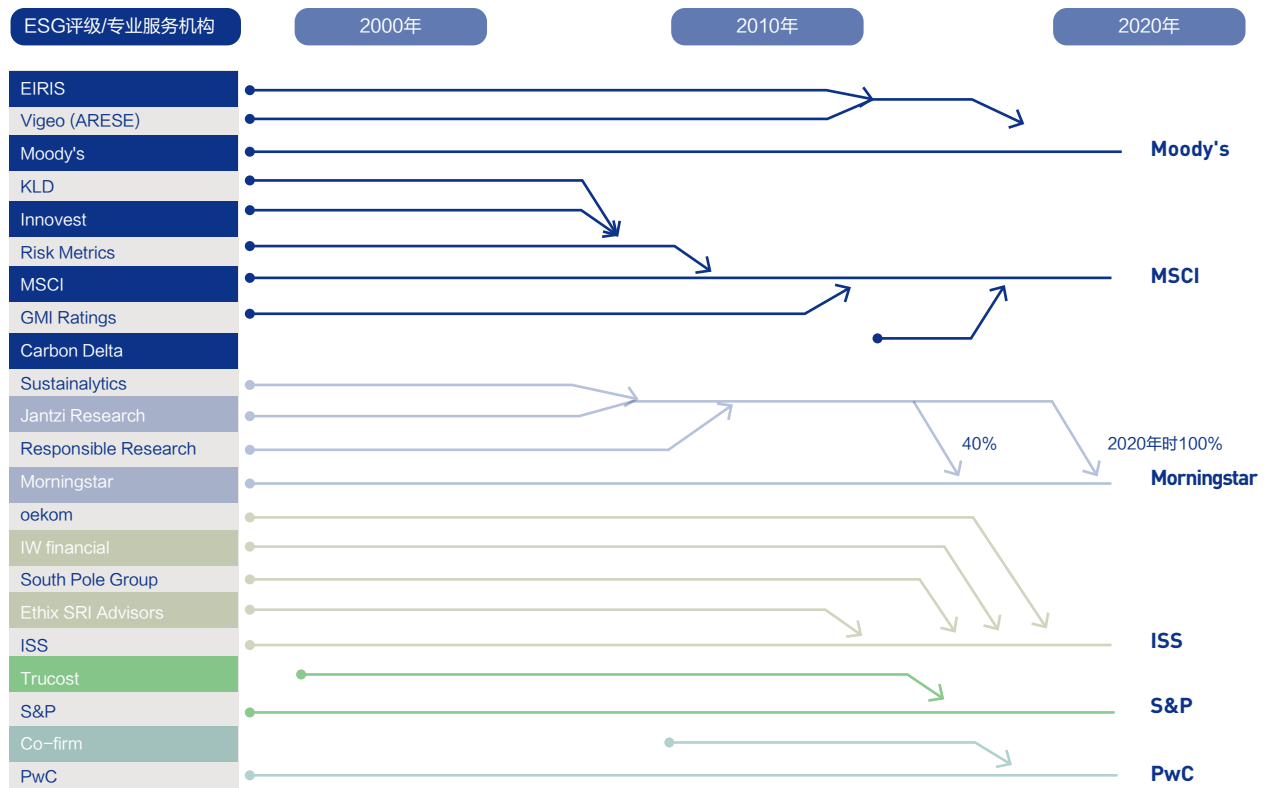 ESG评级/专业服务机构 2000年 2010年 2020年
EIRIS
Vigeo (ARESE)
Moody's Moody's
KLD
Innovest
Risk Metrics
MSCI MSCI
GMI Ratings
Carbon Delta
Sustainalytics
Jantzi Research
Responsible Research 40% 2020年时100%
Morningstar Morningstar
oekom
IW financial
South Pole Group
Ethix SRI Advisors
ISS ISS
Trucost
S&P S&P
Co-firm
PwC PwC